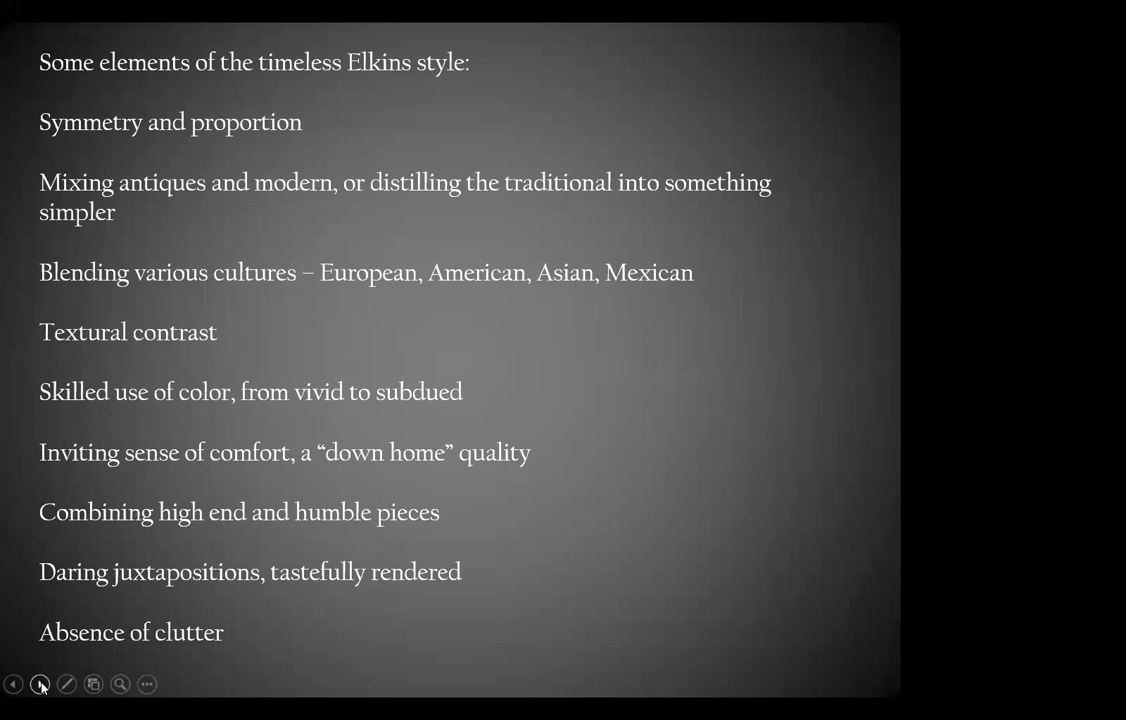 Some elements of the timeless Elkins style:
Symmetry and proportion
Mixing antiques and modern, or distilling the traditional into something
simpler
Blending various cultures – European, American, Asian, Mexican
Textural contrast
Skilled use of color, from vivid to subdued
Inviting sense of comfort, a “down home” quality
Combining high end and humble pieces
Daring juxtapositions, tastefully rendered
Absence of clutter